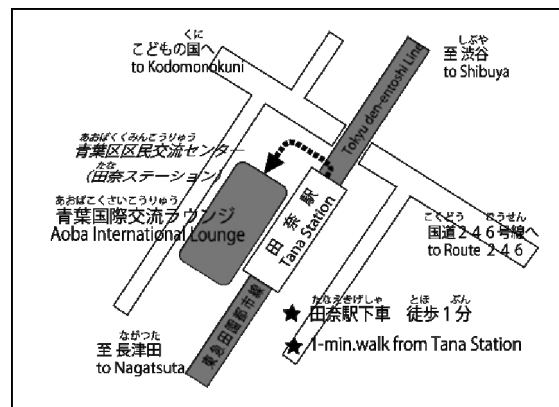 くに
こどもの国へ
to Kodomonokuni
しぶや
至 渋谷
to Shibuya
Tokyu den-entoshi Line
あおばくくみんこうりゅう
青葉区区民交流センター
たな
(田奈ステーション)
あおばこくさいこうりゅう
青葉国際交流ラウンジ
Aoba International Lounge
田奈駅
Tana Station
こくどう ごうせん
国道246号線へ
to Route 246
東急田園都市線
ながつた
至 長津田
to Nagatsuta
たなえきげしゃ とほ ぷん
★ 田奈駅下車 徒歩1分
★ 1-min.walk from Tana Station